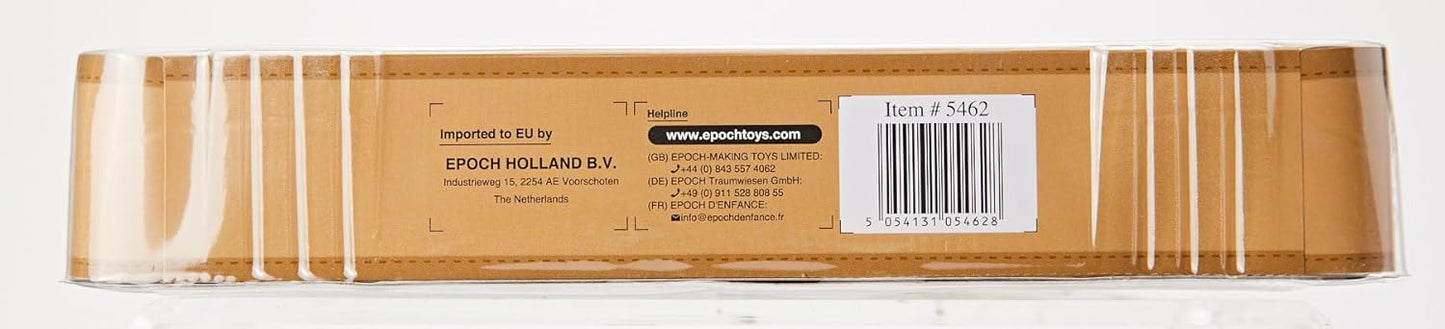 Imported to EU by
EPOCH HOLLAND B.V.
Industrieweg 15, 2254 AE Voorschoten
The Netherlands
Helpline
www.epochtoys.com
(GB) EPOCH-MAKING TOYS LIMITED:
+44 (0) 843 557 4062
(DE) EPOCH Traumwiesen GmbH:
+49 (0) 911 528 808 55
(FR) EPOCH D'ENFANCE:
info@epochdenfance.fr
Item # 5462
5 054131 054628